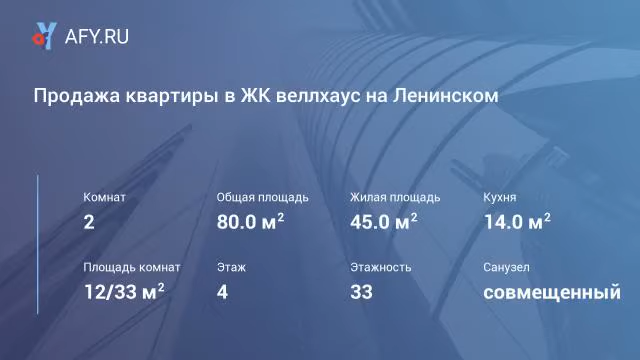 AFY.RU
Продажа квартиры в ЖК веллхаус на Ленинском
Комнат
2
Общая площадь
80.0 м²
Жилая площадь
45.0 м²
Кухня
14.0 м²
Площадь комнат
12/33 м²
Этаж
4
Этажность
33
Санузел
совмещенный